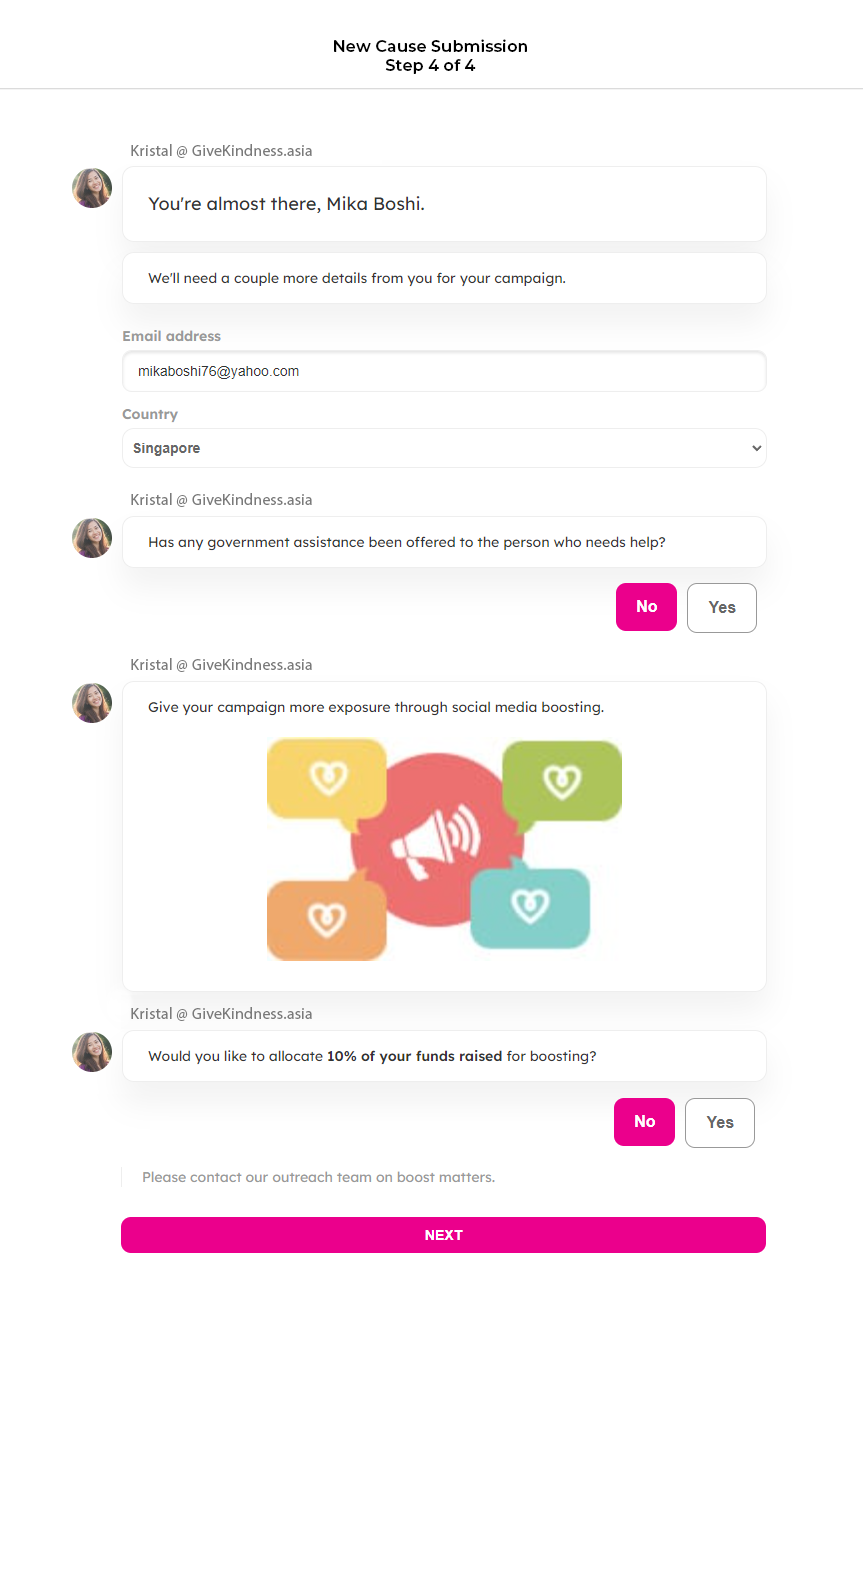 New Cause Submission
Step 4 of 4
Kristal @ GiveKindness.asia
You're almost there, Mika Boshi.
We'll need a couple more details from you for your campaign.
Email address
mikaboshi76@yahoo.com
Country
Singapore
Kristal @ GiveKindness.asia
Has any government assistance been offered to the person who needs help?
No Yes
Kristal @ GiveKindness.asia
Give your campaign more exposure through social media boosting.
Kristal @ GiveKindness.asia
Would you like to allocate 10% of your funds raised for boosting?
No Yes
Please contact our outreach team on boost matters.
NEXT